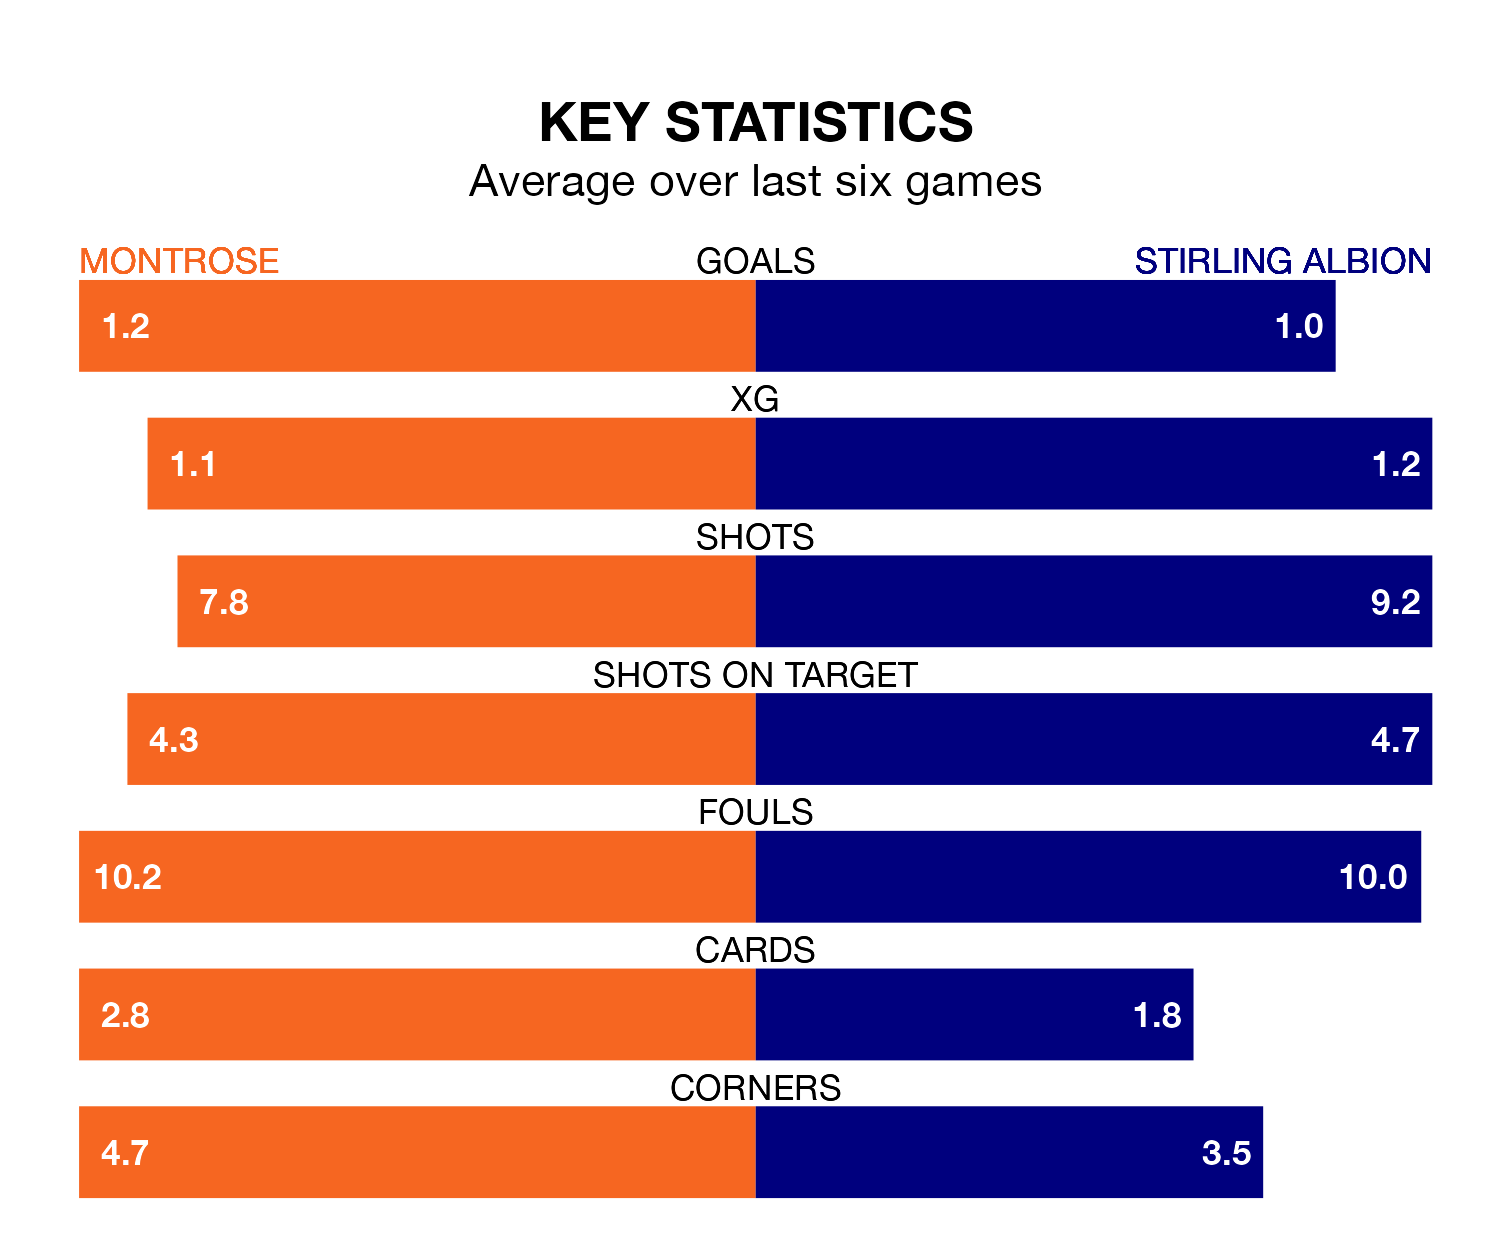 KEY STATISTICS
Average over last six games
MONTROSE GOALS STIRLING ALBION
1.2 1.0
XG
1.1 1.2
SHOTS
7.8 9.2
SHOTS ON TARGET
4.3 4.7
FOULS
10.2 10.0
CARDS
2.8 1.8
CORNERS
4.7 3.5